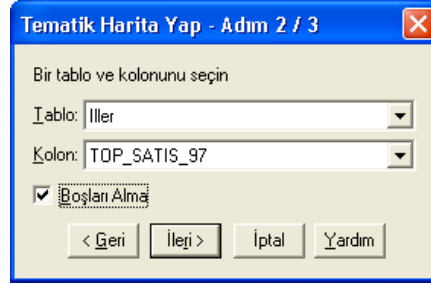 Tematik Harita Yap - Adım 2 / 3
Bir tablo ve kolonunu seçin
Tablo: Iller
Kolon: TOP_SATIS_97
Boşları Alma
< Geri İleri > İptal Yardım